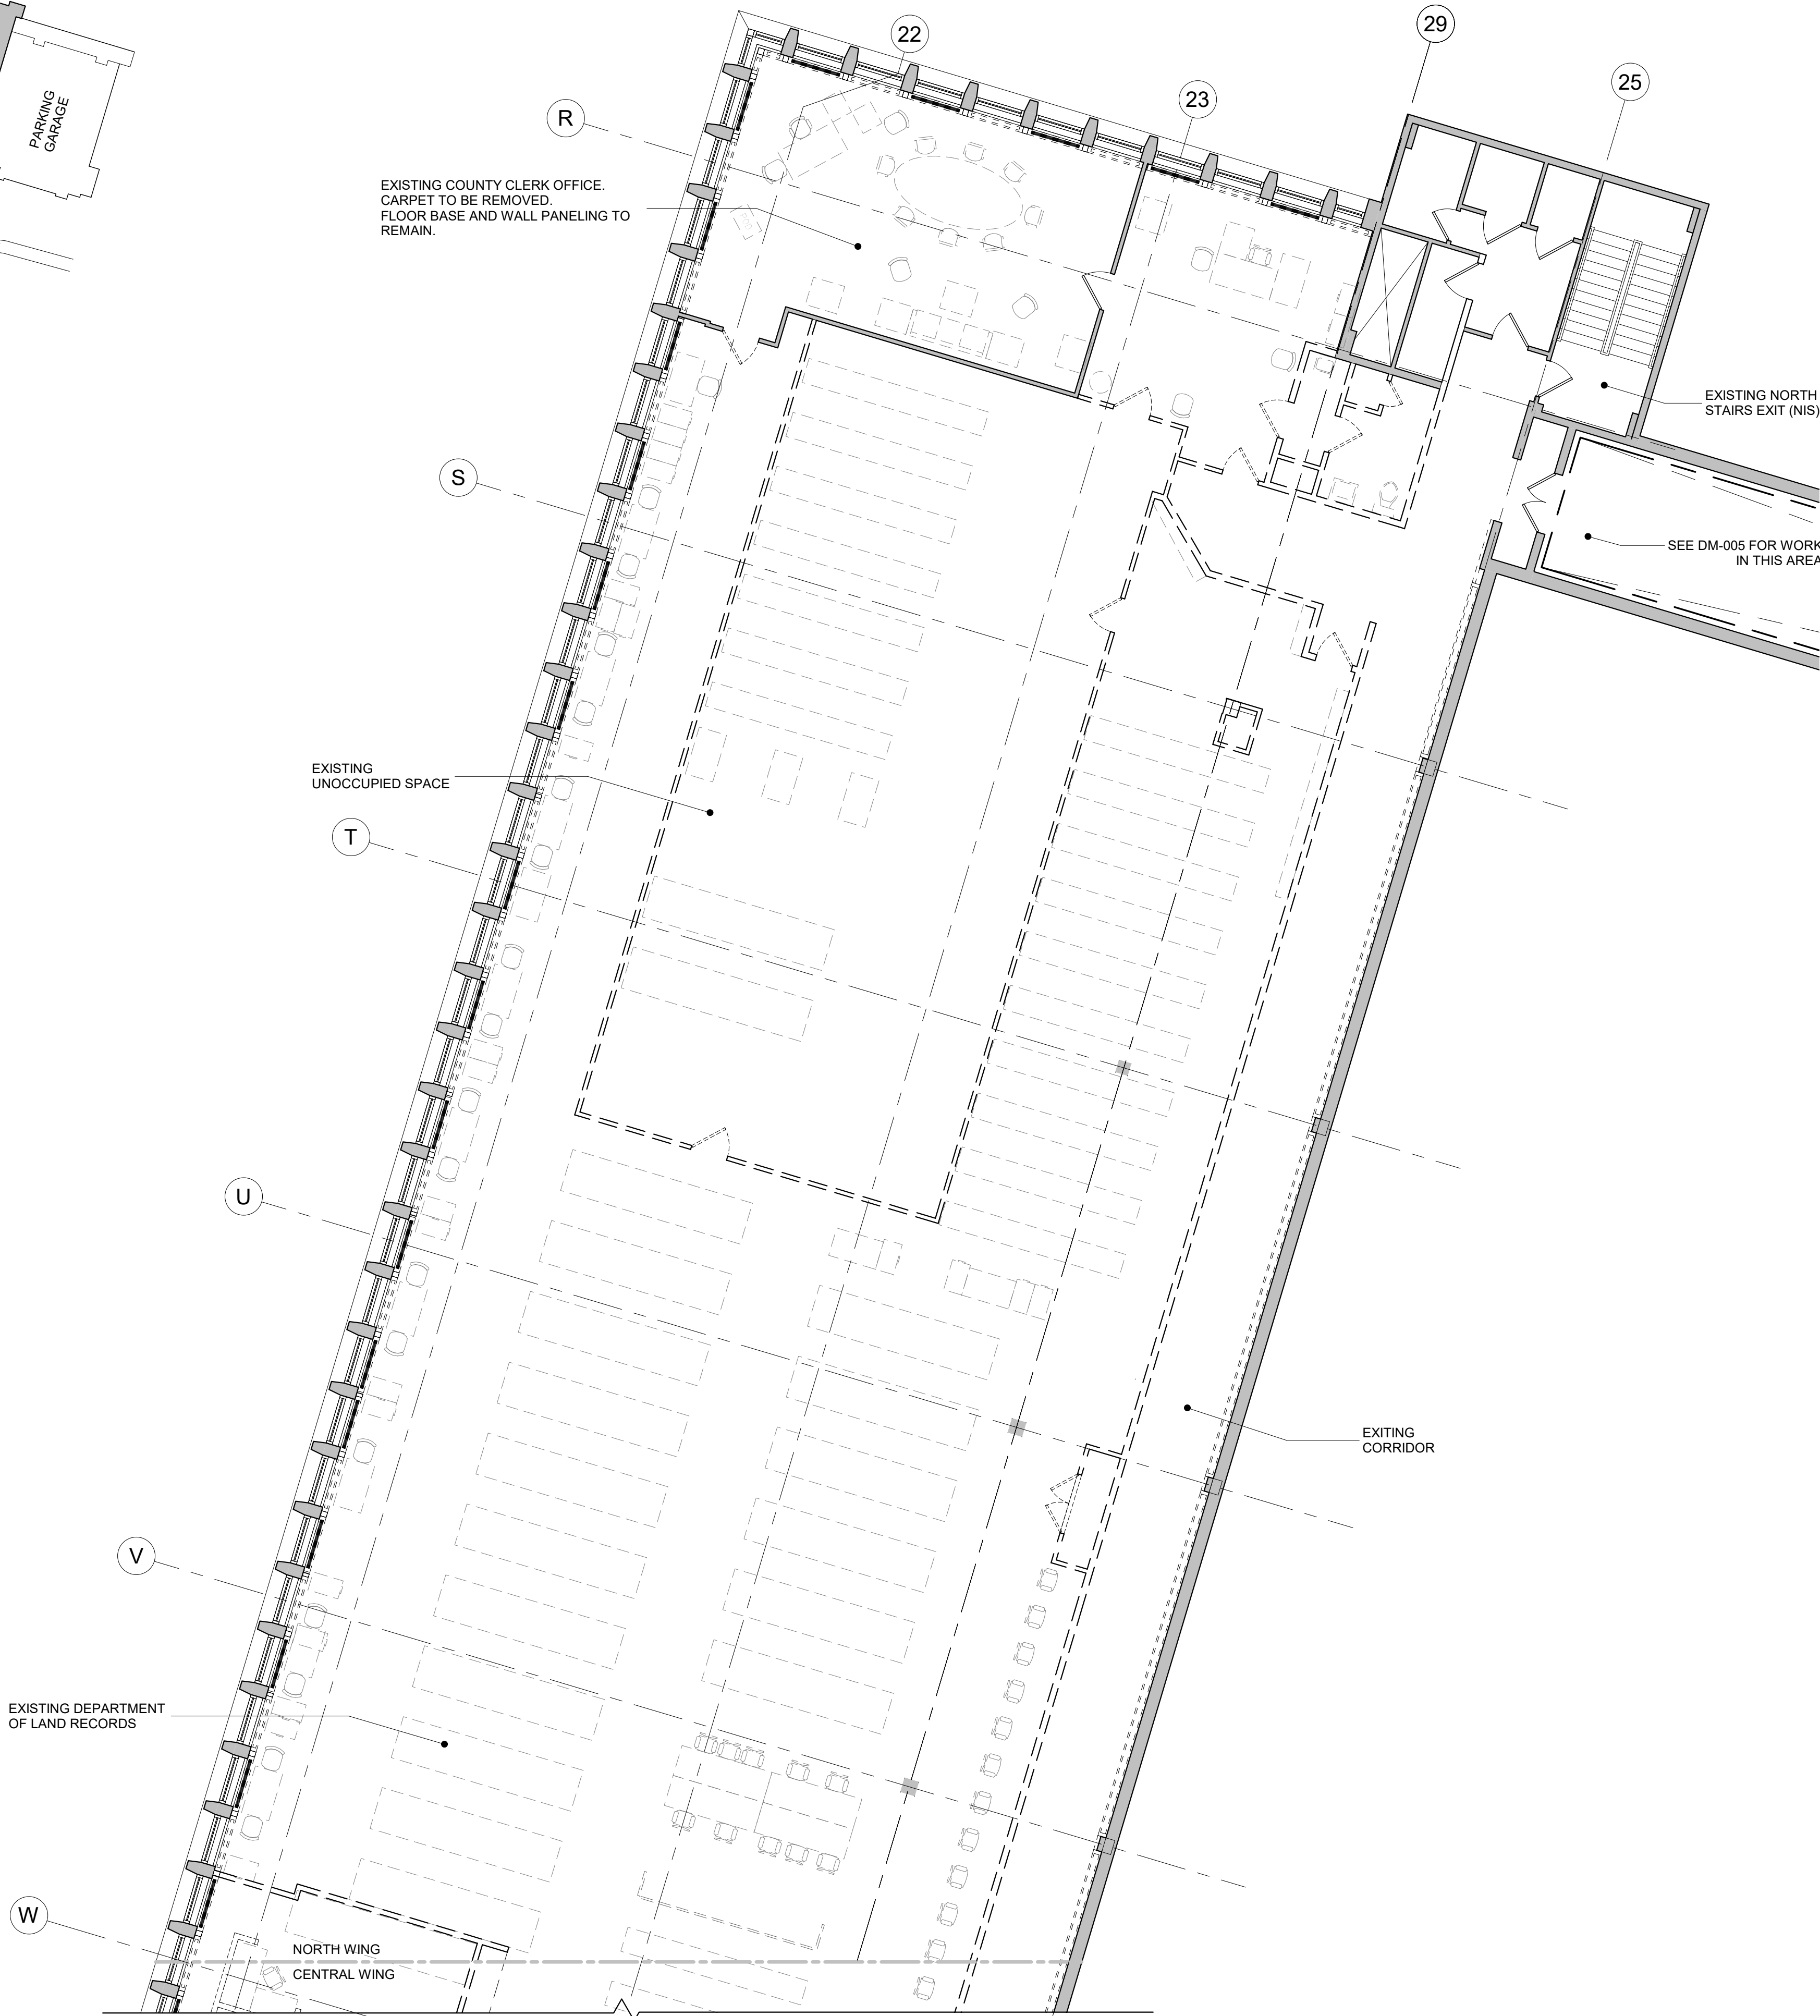 22
29
23
25
R
PARKING
GARAGE
EXISTING COUNTY CLERK OFFICE.
CARPET TO BE REMOVED.
FLOOR BASE AND WALL PANELING TO
REMAIN.
EXISTING NORTH
STAIRS EXIT (NIS)
S
SEE DM-005 FOR WORK
IN THIS AREA
EXISTING
UNOCCUPIED SPACE
T
U
EXITING
CORRIDOR
V
EXISTING DEPARTMENT
OF LAND RECORDS
W
NORTH WING
CENTRAL WING